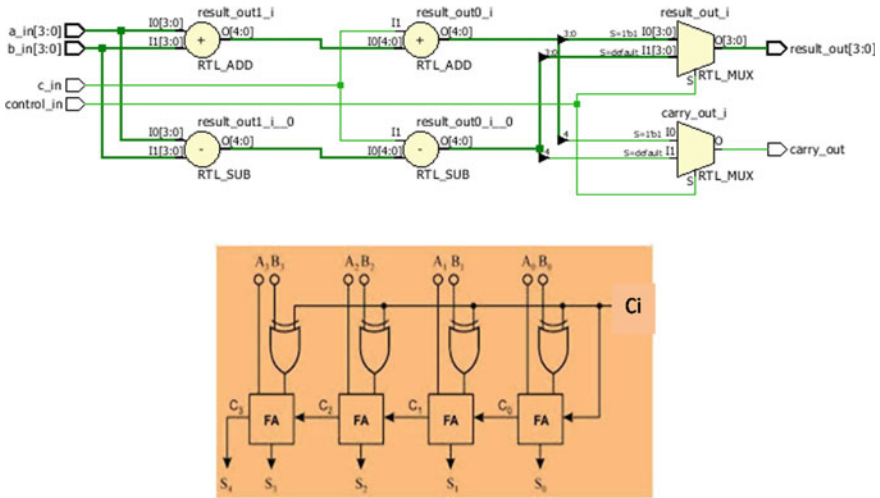 result_out1_i
result_out0_i
result_out_i
a_in[3:0]
I0[3:0]
O[4:0]
I1
O[4:0]
3:0
S=1'b1
I0[3:0]
b_in[3:0]
I1[3:0]
+
I0[4:0]
+
3:0
S=default
I1[3:0]
O[3:0]
result_out[3:0]
RTL_ADD
RTL_ADD
S
RTL_MUX
c_in
control_in
result_out1_i__0
result_out0_i__0
carry_out_i
I0[3:0]
O[4:0]
I1
O[4:0]
4
S=1'b1
I0
O
carry_out
I1[3:0]
-
I0[4:0]
-
4
S=default
I1
RTL_SUB
RTL_SUB
S
RTL_MUX
A3 B3
A2 B2
A1 B1
A0 B0
Ci
C3
FA
C2
FA
C1
FA
C0
FA
S4
S3
S2
S1
S0